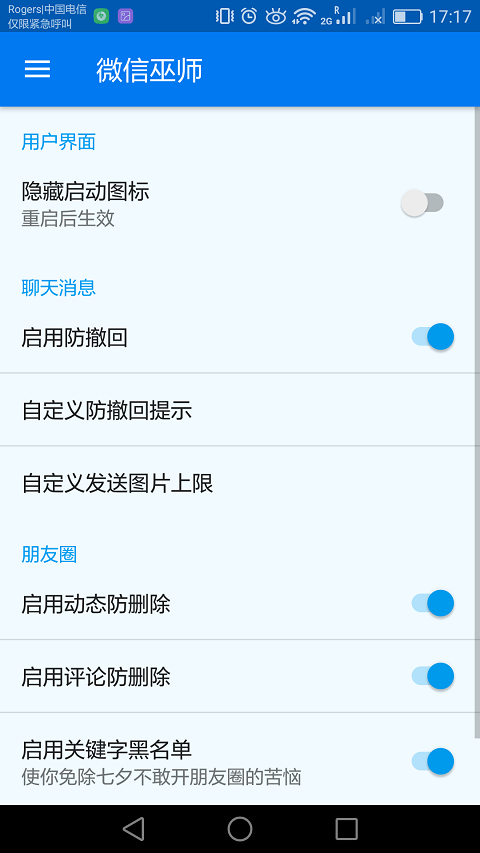 Rogers|中国电信
仅限紧急呼叫
2G
R
17:17
微信巫师
用户界面
隐藏启动图标
重启后生效
聊天消息
启用防撤回
自定义防撤回提示
自定义发送图片上限
朋友圈
启用动态防删除
启用评论防删除
启用关键字黑名单
使你免除七夕不敢开朋友圈的苦恼